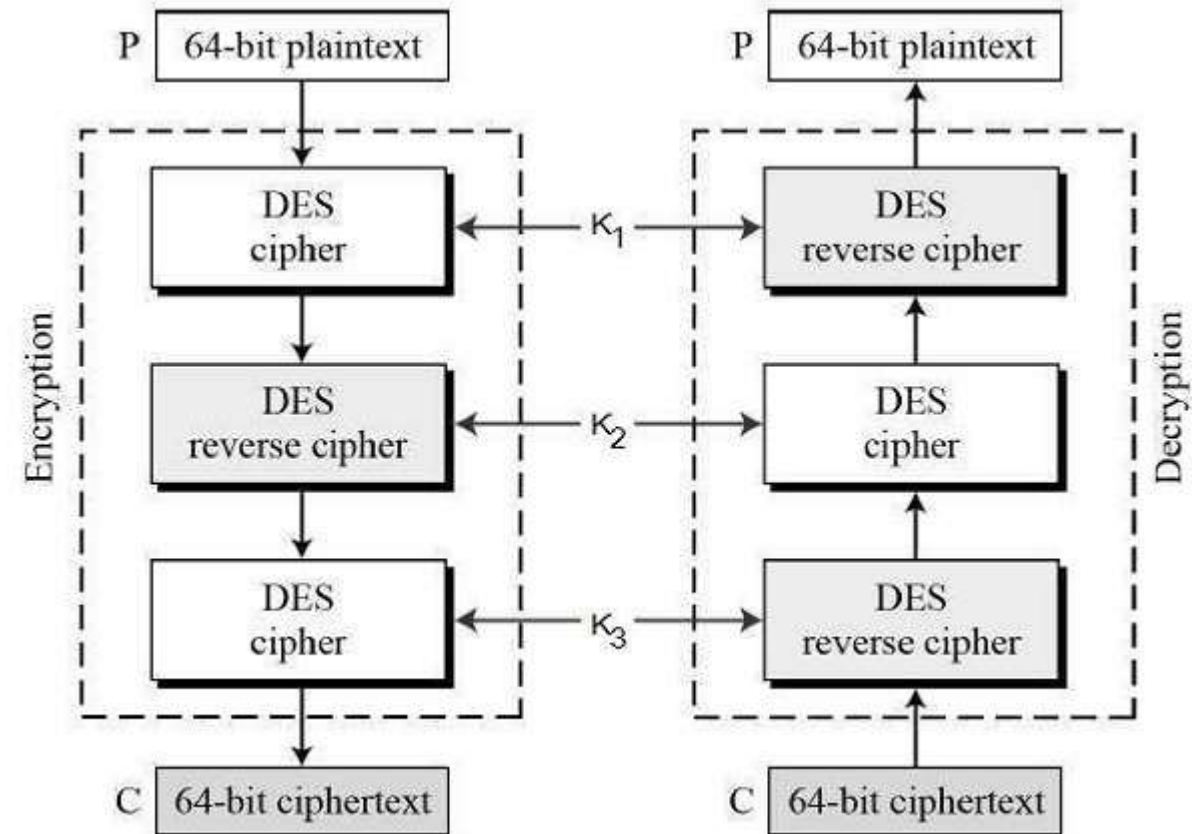 P 64-bit plaintext
P 64-bit plaintext
Encryption
DES
cipher
K1
DES
reverse cipher
DES
reverse cipher
K2
DES
cipher
DES
cipher
K3
DES
reverse cipher
Decryption
C 64-bit ciphertext
C 64-bit ciphertext